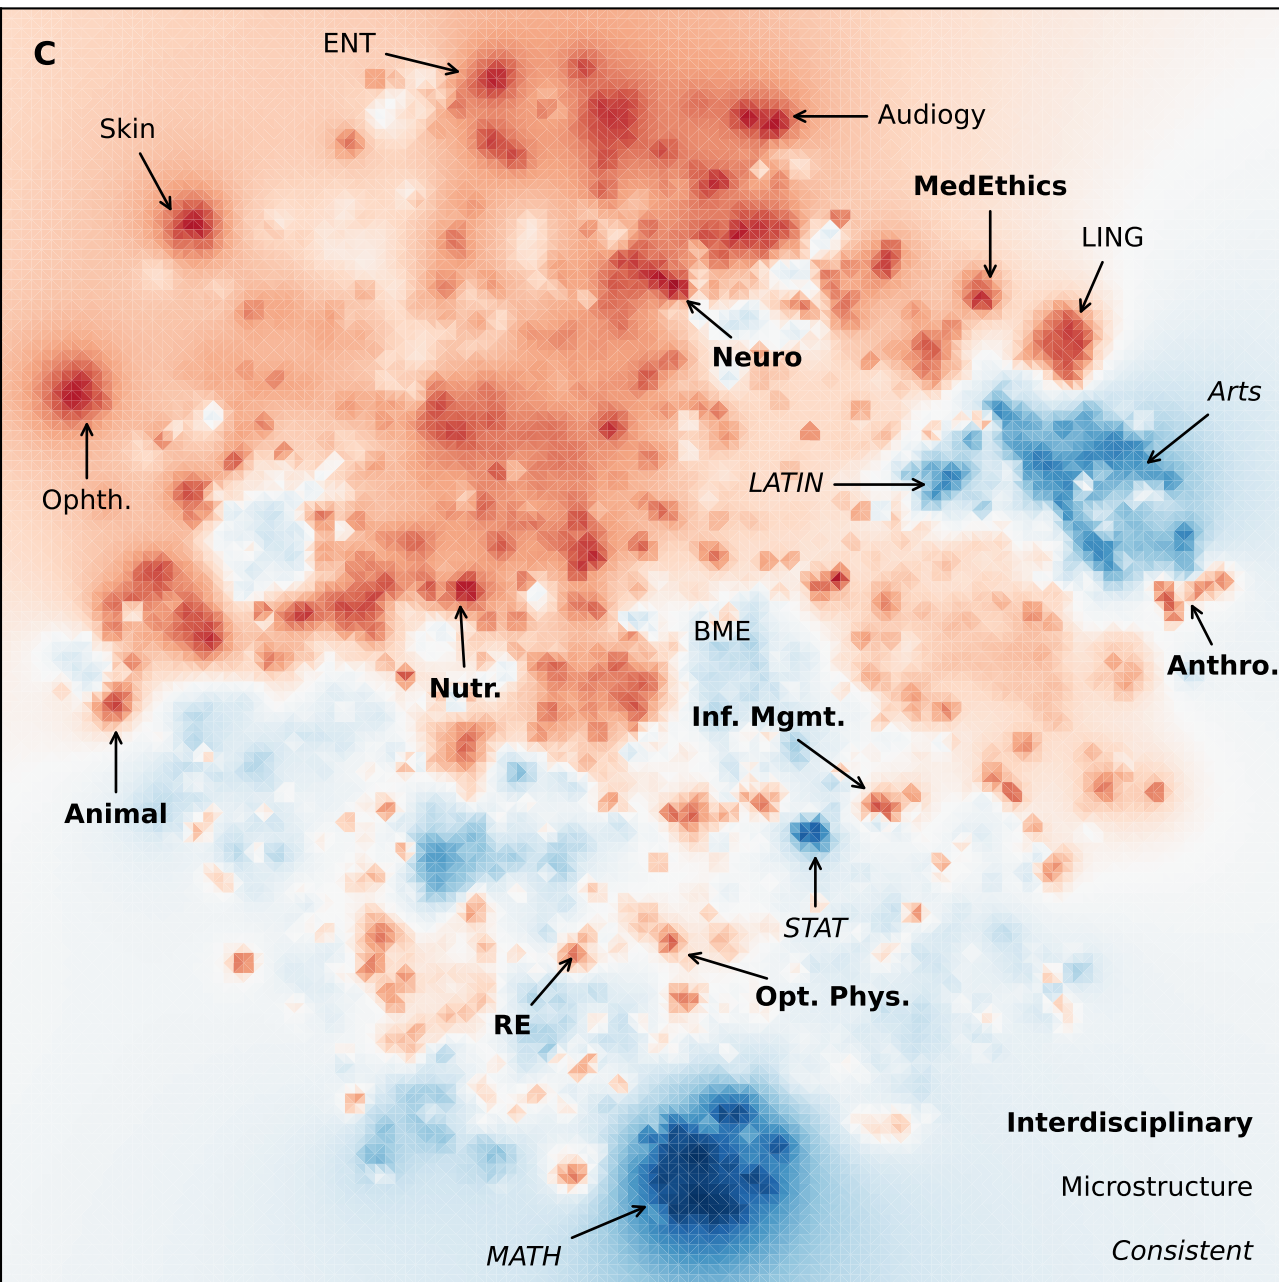 C
ENT
Audiogy
Skin
MedEthics
LING
Neuro
Arts
LATIN
Ophth.
BME
Anthro.
Nutr.
Inf. Mgmt.
Animal
STAT
Opt. Phys.
RE
Interdisciplinary
Microstructure
Consistent
MATH